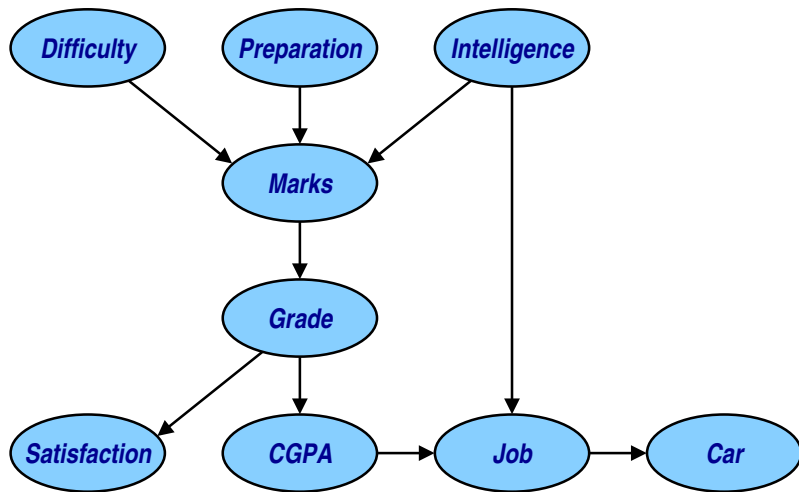 Difficulty
Preparation
Intelligence
Marks
Grade
Satisfaction
CGPA
Job
Car